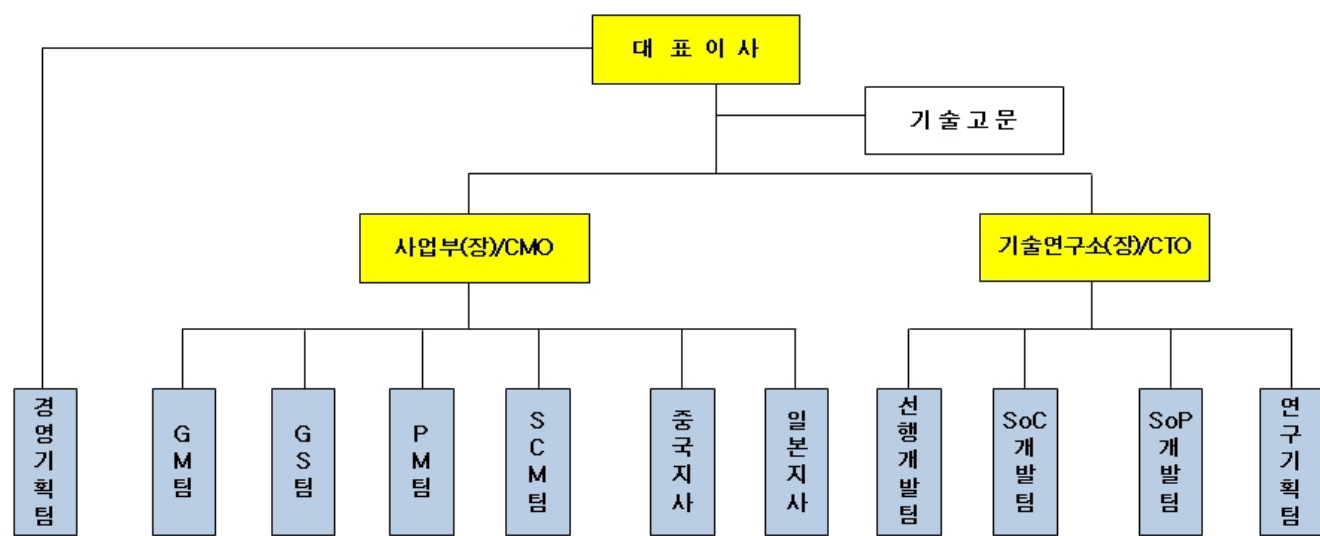 대 표 이 사
기 술 고 문
사업부(장)/CMO
기술연구소(장)/CTO
경영기획팀
GM팀
GS팀
PM팀
SCM팀
중국지사
일본지사
선행개발팀
SoC개발팀
SoP개발팀
연구기획팀